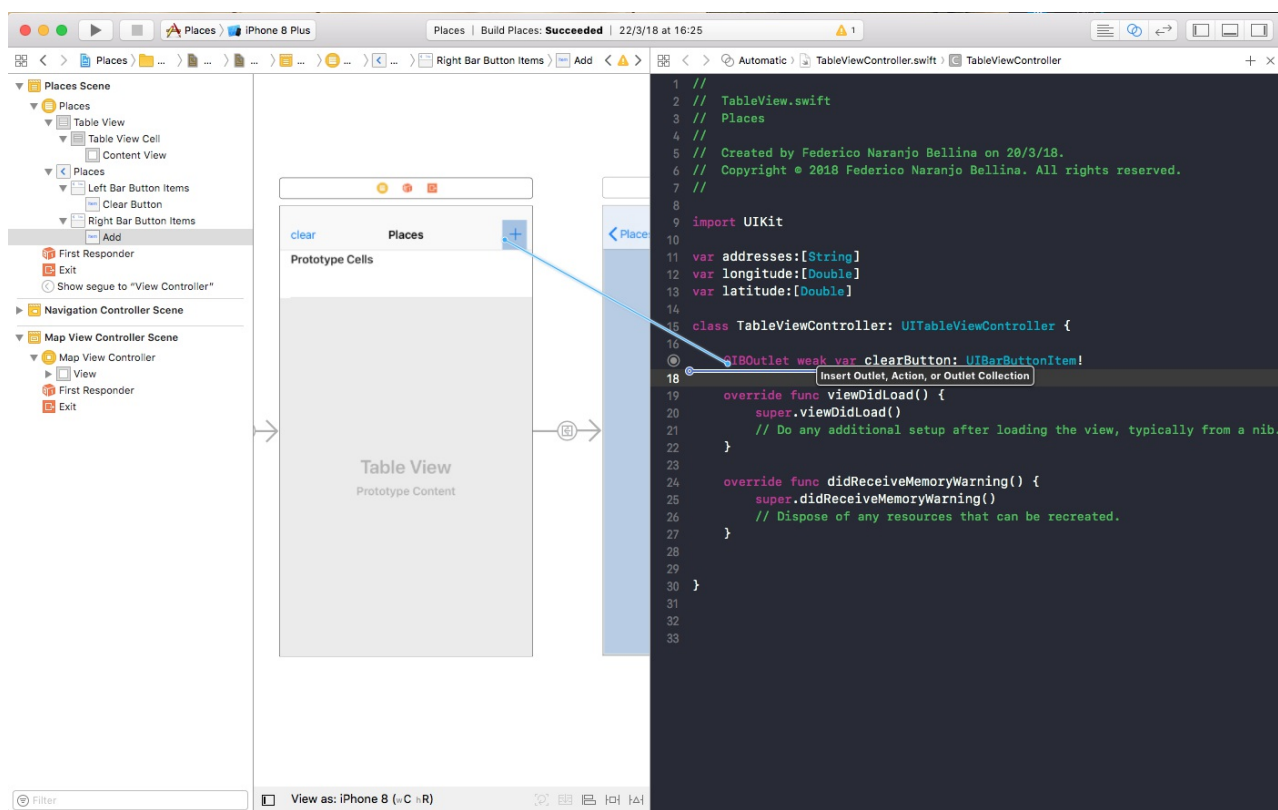 Places iPhone 8 Plus Places | Build Places: Succeeded | 22/3/18 at 16:25 1
Places ... ... ... ... ... ... Right Bar Button Items Add Automatic TableViewController.swift C TableViewController
Places Scene
Places
Table View
Table View Cell
Content View
Places
Left Bar Button Items
Clear Button
Right Bar Button Items
Add
First Responder
Exit
Show segue to "View Controller"
Navigation Controller Scene
Map View Controller Scene
Map View Controller
View
First Responder
Exit
Filter
clear Places +
Prototype Cells
Table View
Prototype Content
Places
View as: iPhone 8 (wC hR)
1 //
2 // TableView.swift
3 // Places
4 //
5 // Created by Federico Naranjo Bellina on 20/3/18.
6 // Copyright © 2018 Federico Naranjo Bellina. All rights reserved.
7 //
8
9 import UIKit
10
11 var addresses:[String]
12 var longitude:[Double]
13 var latitude:[Double]
14
15 class TableViewController: UITableViewController {
16
@IBOutlet weak var clearButton: UIBarButtonItem!
18
Insert Outlet, Action, or Outlet Collection
19 override func viewDidLoad() {
20 super.viewDidLoad()
21 // Do any additional setup after loading the view, typically from a nib.
22 }
23
24 override func didReceiveMemoryWarning() {
25 super.didReceiveMemoryWarning()
26 // Dispose of any resources that can be recreated.
27 }
28
29
30 }
31
32
33